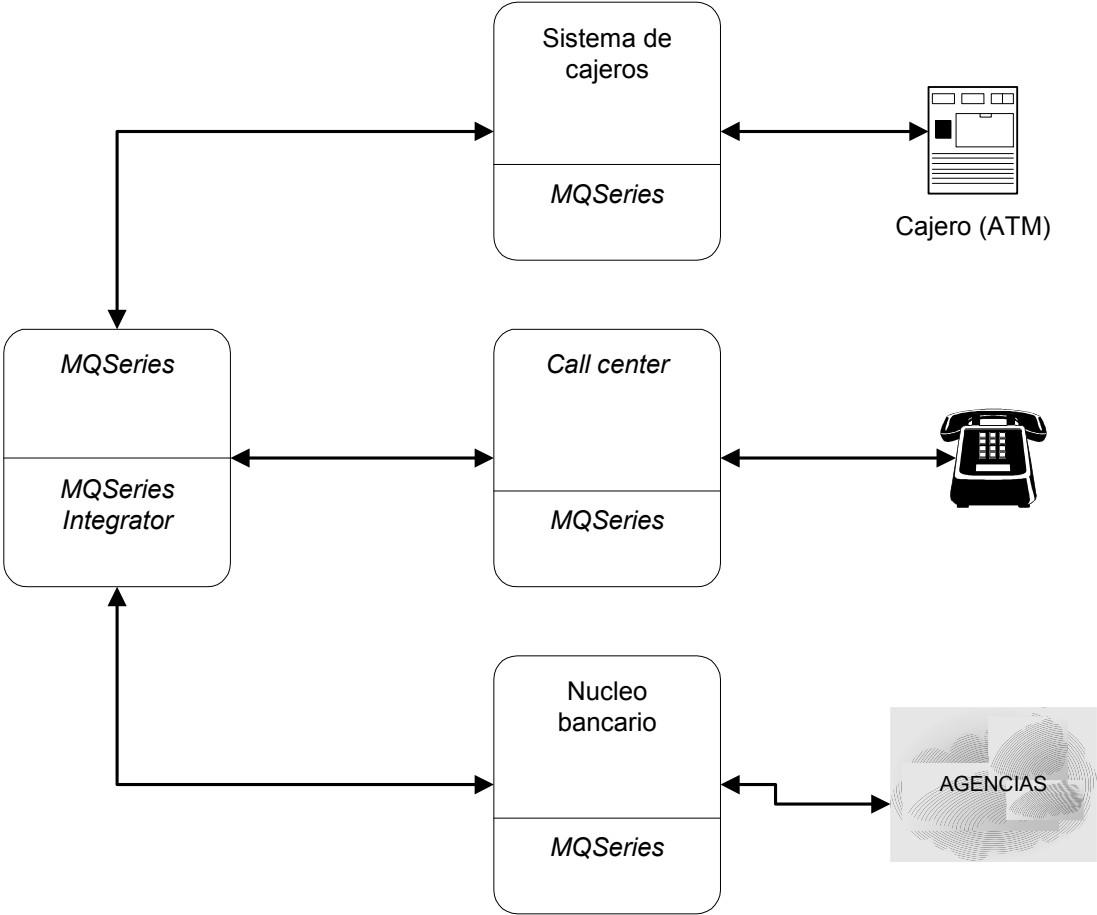 Sistema de
cajeros
MQSeries
Cajero (ATM)
MQSeries
MQSeries
Integrator
Call center
MQSeries
Nucleo
bancario
MQSeries
AGENCIAS